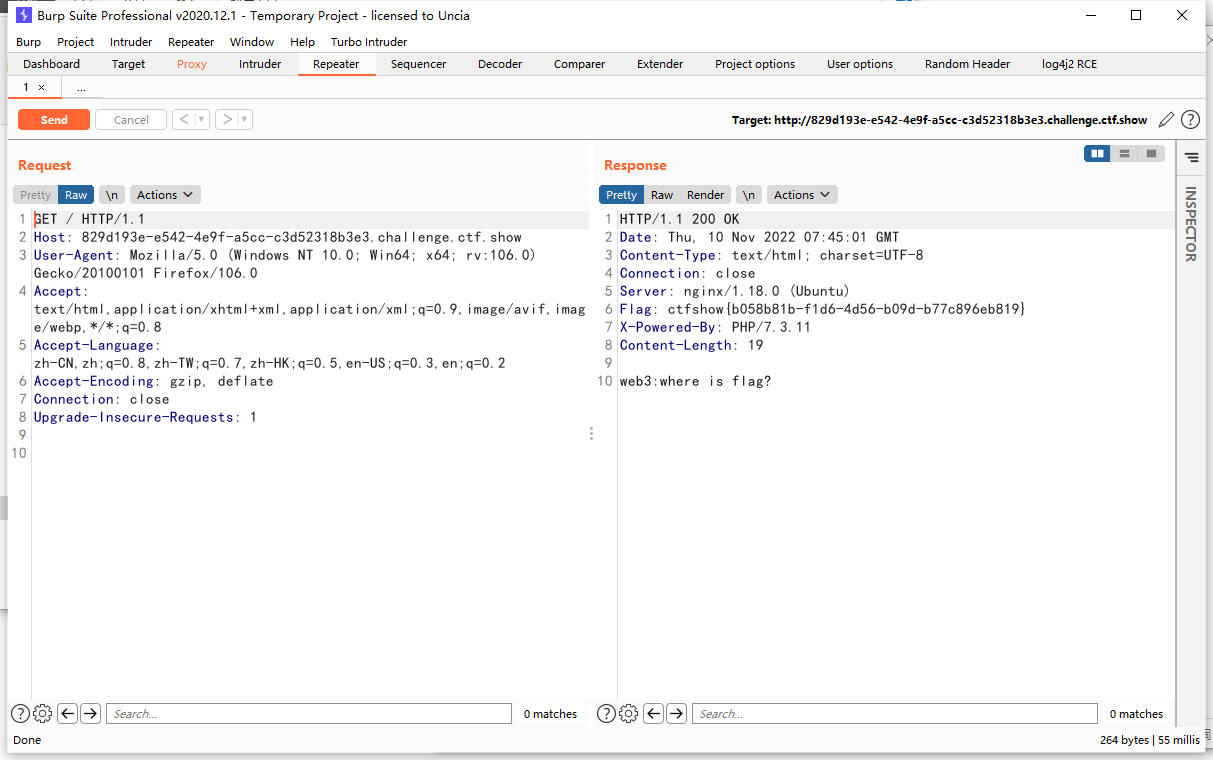 Burp Suite Professional v2020.12.1 - Temporary Project - licensed to Uncia
Burp Project Intruder Repeater Window Help Turbo Intruder
Dashboard Target Proxy Intruder Repeater Sequencer Decoder Comparer Extender Project options User options Random Header log4j2 RCE
1 × ...
Send Cancel < > Target: http://829d193e-e542-4e9f-a5cc-c3d52318b3e3.challenge.ctf.show ?
Request
Pretty Raw \n Actions
1 GET / HTTP/1.1
2 Host: 829d193e-e542-4e9f-a5cc-c3d52318b3e3.challenge.ctf.show
3 User-Agent: Mozilla/5.0 (Windows NT 10.0; Win64; x64; rv:106.0)
Gecko/20100101 Firefox/106.0
4 Accept:
text/html,application/xhtml+xml,application/xml;q=0.9,image/avif,imag
e/webp,*/*;q=0.8
5 Accept-Language:
zh-CN,zh;q=0.8,zh-TW;q=0.7,zh-HK;q=0.5,en-US;q=0.3,en;q=0.2
6 Accept-Encoding: gzip, deflate
7 Connection: close
8 Upgrade-Insecure-Requests: 1
9
10
? Search... 0 matches
Response
Pretty Raw Render \n Actions
1 HTTP/1.1 200 OK
2 Date: Thu, 10 Nov 2022 07:45:01 GMT
3 Content-Type: text/html; charset=UTF-8
4 Connection: close
5 Server: nginx/1.18.0 (Ubuntu)
6 Flag: ctfshow{b058b81b-f1d6-4d56-b09d-b77c896eb819}
7 X-Powered-By: PHP/7.3.11
8 Content-Length: 19
9
10 web3:where is flag?
? Search... 0 matches
INSPECTOR
Done
264 bytes | 55 millis